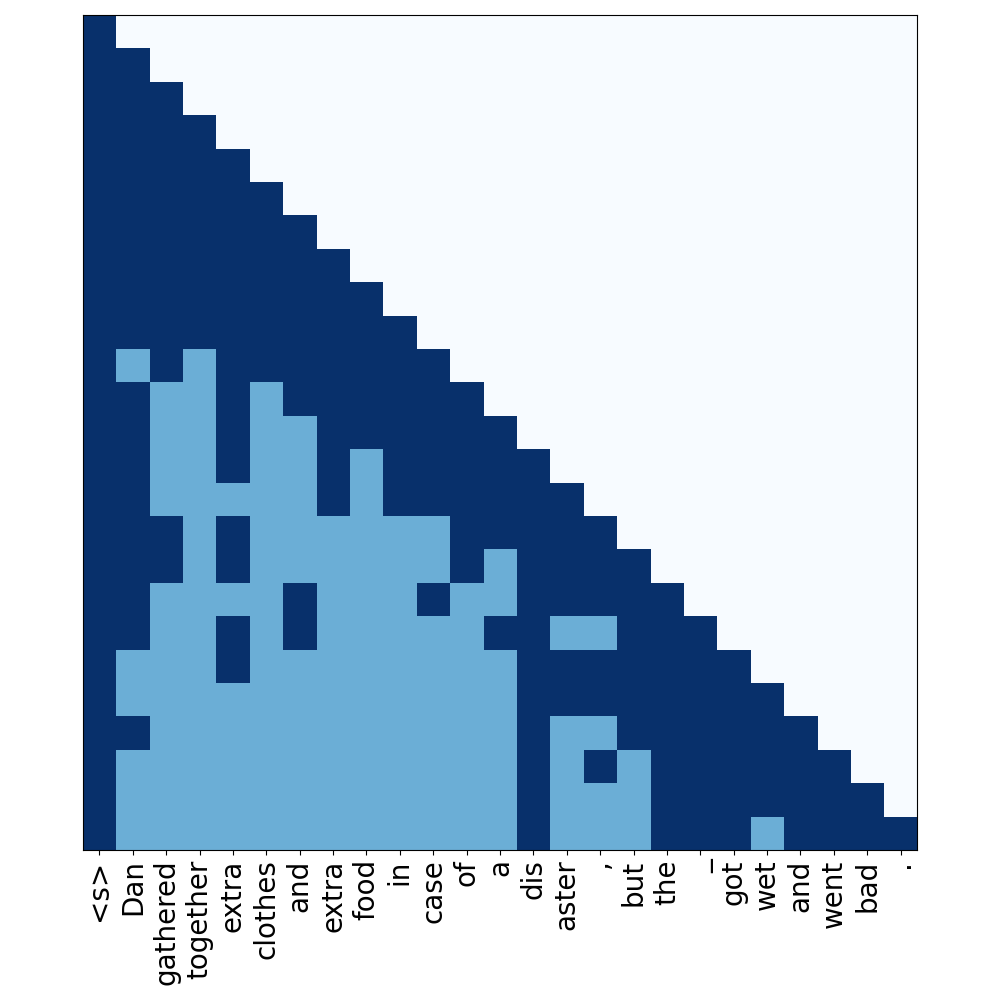 <s> Dan gathered together extra clothes and extra food in case of a dis aster , but the _ got wet and went bad .